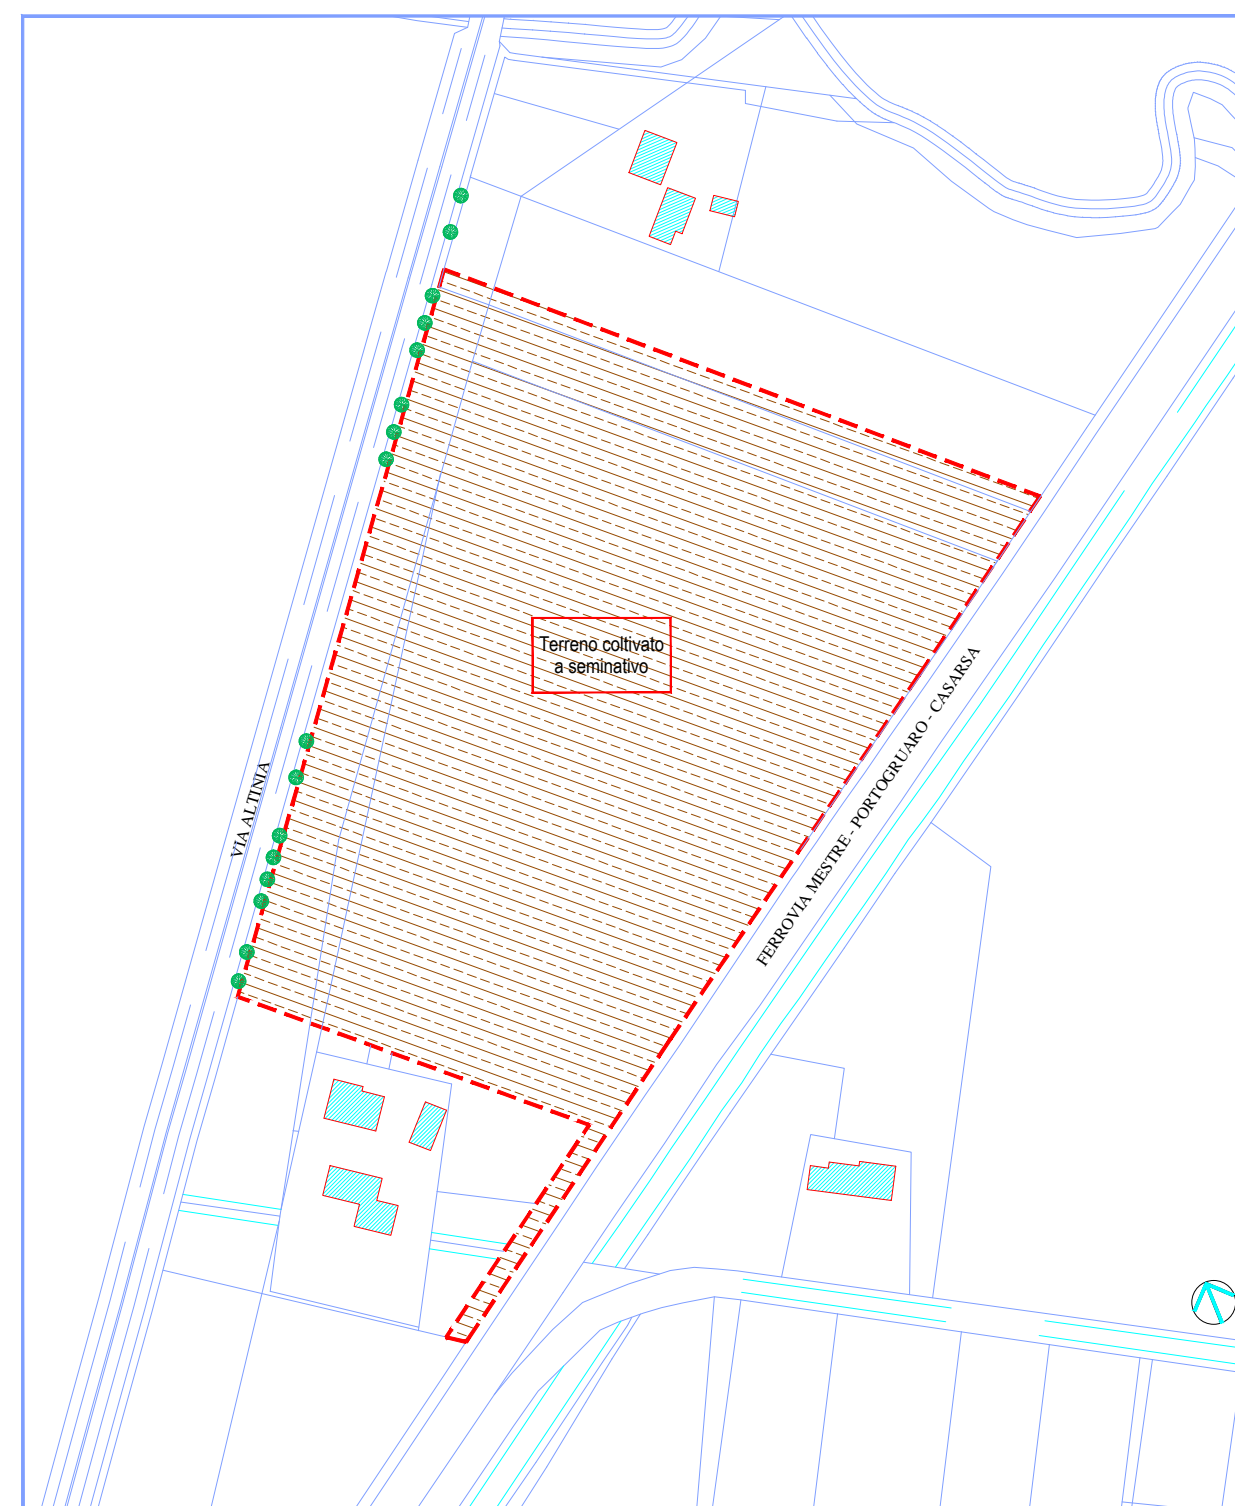 Terreno coltivato
a seminativo
VIA ALTINIA
FERROVIA MESTRE - PORTOGRUARO - CASARSA